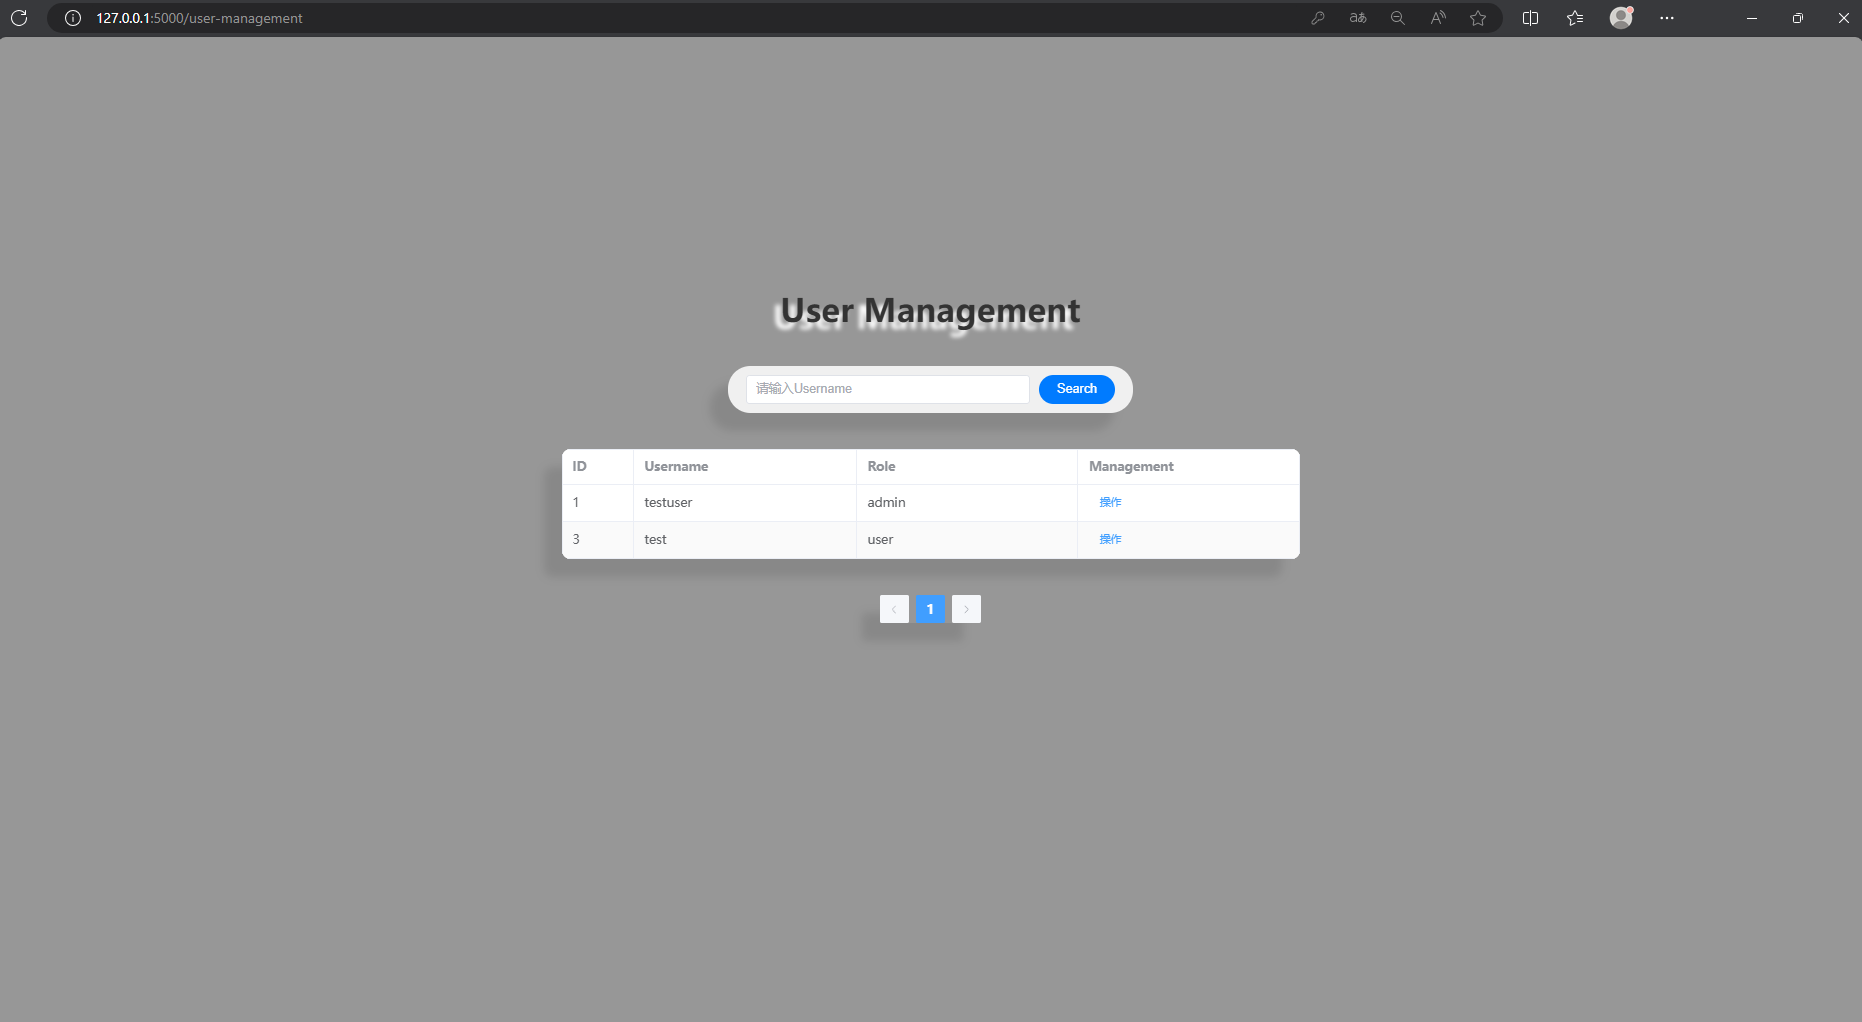 127.0.0.1:5000/user-management
User Management
请输入Username Search
ID Username Role Management
1 testuser admin 操作
3 test user 操作
1